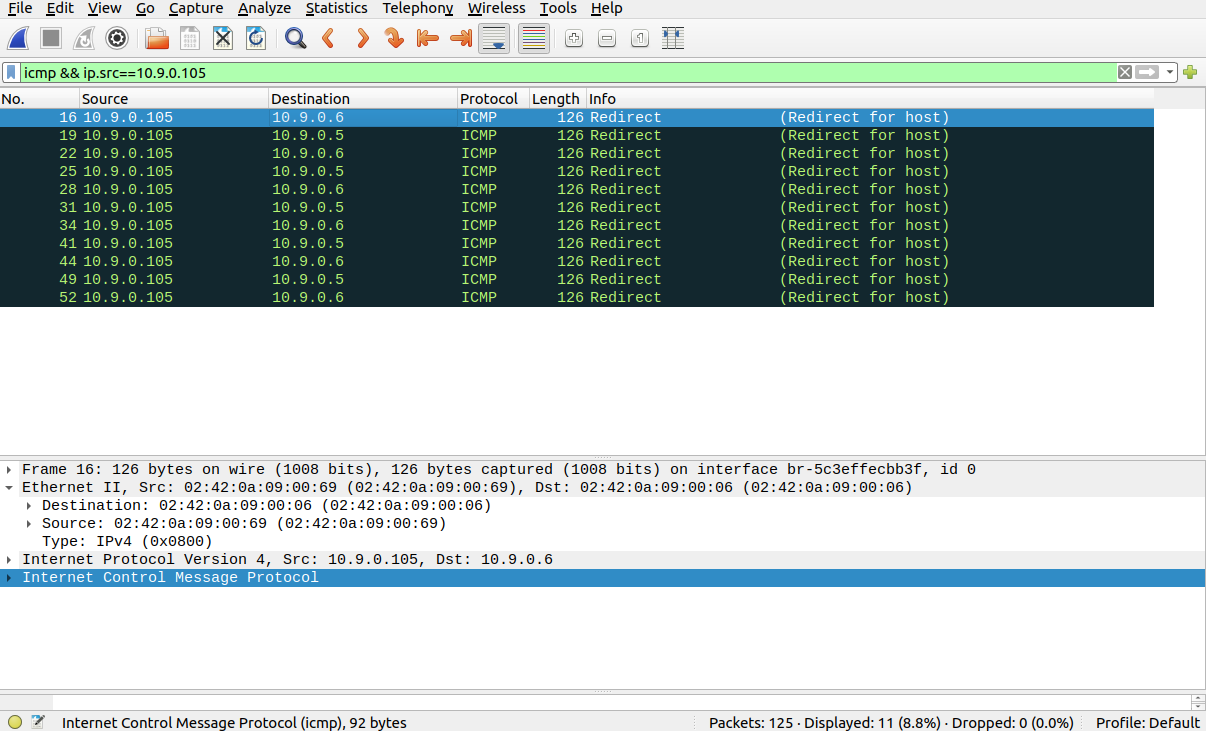 File Edit View Go Capture Analyze Statistics Telephony Wireless Tools Help
icmp && ip.src==10.9.0.105
No. Source Destination Protocol Length Info
16 10.9.0.105 10.9.0.6 ICMP 126 Redirect (Redirect for host)
19 10.9.0.105 10.9.0.5 ICMP 126 Redirect (Redirect for host)
22 10.9.0.105 10.9.0.6 ICMP 126 Redirect (Redirect for host)
25 10.9.0.105 10.9.0.5 ICMP 126 Redirect (Redirect for host)
28 10.9.0.105 10.9.0.6 ICMP 126 Redirect (Redirect for host)
31 10.9.0.105 10.9.0.5 ICMP 126 Redirect (Redirect for host)
34 10.9.0.105 10.9.0.6 ICMP 126 Redirect (Redirect for host)
41 10.9.0.105 10.9.0.5 ICMP 126 Redirect (Redirect for host)
44 10.9.0.105 10.9.0.6 ICMP 126 Redirect (Redirect for host)
49 10.9.0.105 10.9.0.5 ICMP 126 Redirect (Redirect for host)
52 10.9.0.105 10.9.0.6 ICMP 126 Redirect (Redirect for host)
Frame 16: 126 bytes on wire (1008 bits), 126 bytes captured (1008 bits) on interface br-5c3effecbb3f, id 0
Ethernet II, Src: 02:42:0a:09:00:69 (02:42:0a:09:00:69), Dst: 02:42:0a:09:00:06 (02:42:0a:09:00:06)
Destination: 02:42:0a:09:00:06 (02:42:0a:09:00:06)
Source: 02:42:0a:09:00:69 (02:42:0a:09:00:69)
Type: IPv4 (0x0800)
Internet Protocol Version 4, Src: 10.9.0.105, Dst: 10.9.0.6
Internet Control Message Protocol
Internet Control Message Protocol (icmp), 92 bytes Packets: 125 · Displayed: 11 (8.8%) · Dropped: 0 (0.0%) Profile: Default